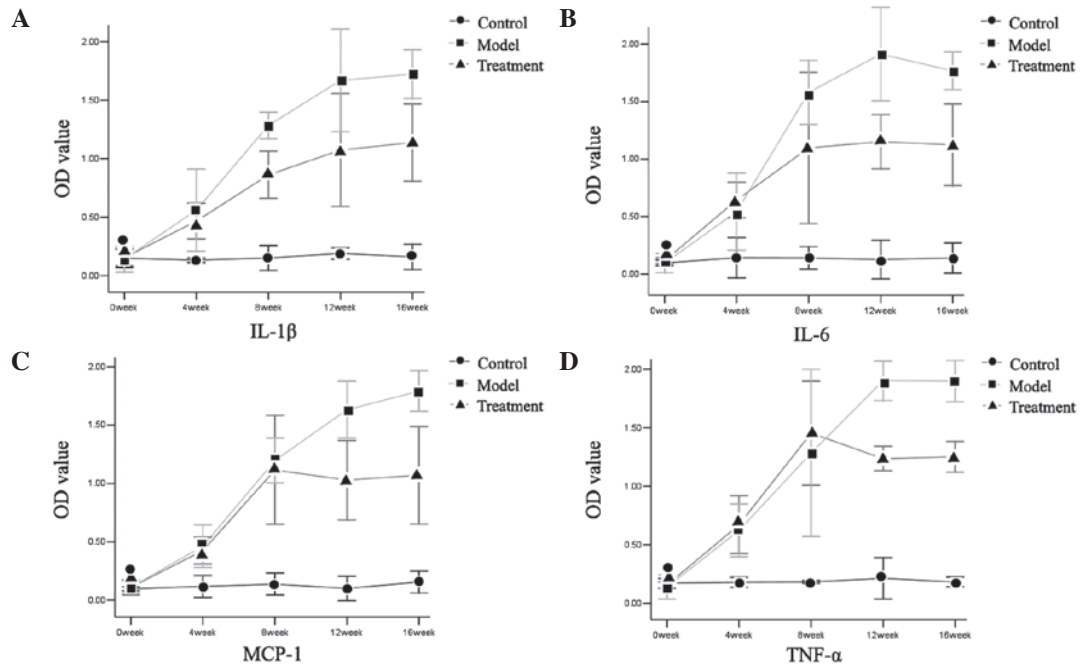 A
Control
Model
Treatment
OD value
2.00
1.50
1.00
0.50
0.00
0week
4week
8week
12week
16week
IL-1β
B
Control
Model
Treatment
OD value
2.00
1.50
1.00
0.50
0.00
0week
4week
8week
12week
16week
IL-6
C
Control
Model
Treatment
OD value
2.00
1.50
1.00
0.50
0.00
0week
4week
8week
12week
16week
MCP-1
D
Control
Model
Treatment
OD value
2.00
1.50
1.00
0.50
0.00
0week
4week
8week
12week
16week
TNF-α